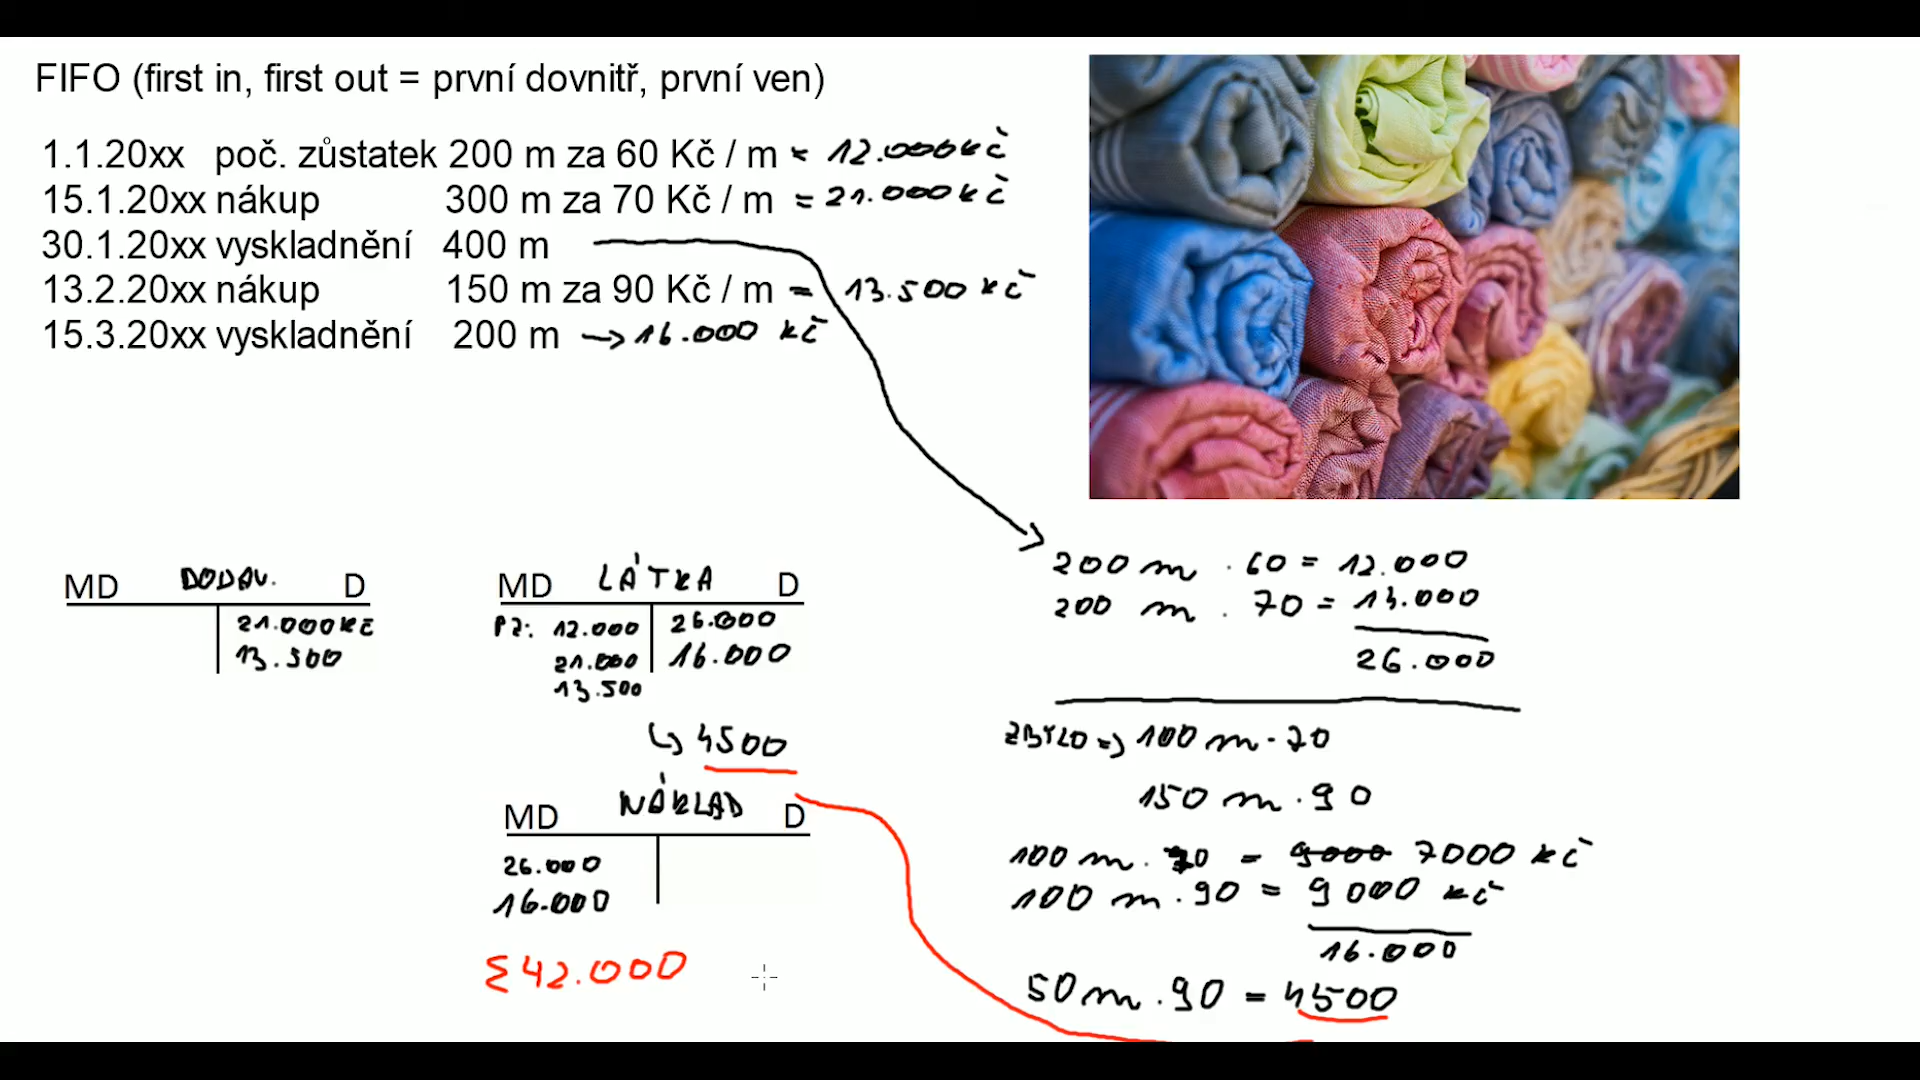 FIFO (first in, first out = první dovnitř, první ven)
1.1.20xx poč. zůstatek 200 m za 60 Kč / m = 12.000 kč
15.1.20xx nákup 300 m za 70 Kč / m = 21.000 kč
30.1.20xx vyskladnění 400 m
13.2.20xx nákup 150 m za 90 Kč / m = 13.500 kč
15.3.20xx vyskladnění 200 m → 16.000 kč
MD DODAV. D
21.000 kč
13.500
MD LÁTKA D
PZ: 12.000 26.000
21.000 16.000
13.500
↳ 4500
MD NÁKLAD D
26.000
16.000
Σ 42.000
200 m . 60 = 12.000
200 m . 70 = 14.000
26.000
ZBYLO => 100 m . 70
150 m . 90
100 m . 70 = 9000 7000 kč
100 m . 90 = 9000 kč
16.000
50 m . 90 = 4500